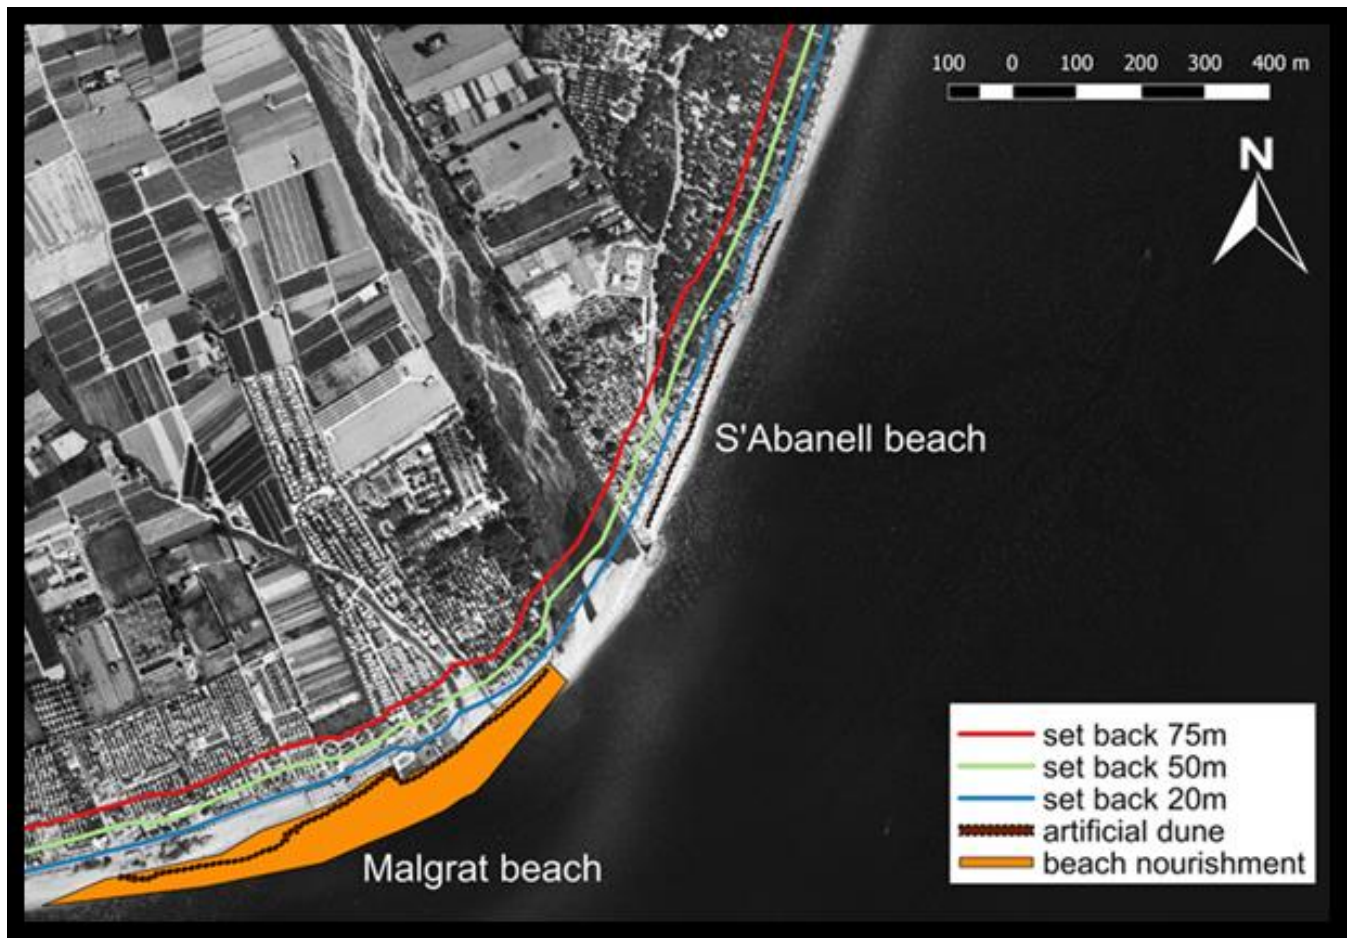 100 0 100 200 300 400 m
N
S'Abanell beach
set back 75m
set back 50m
set back 20m
artificial dune
beach nourishment
Malgrat beach